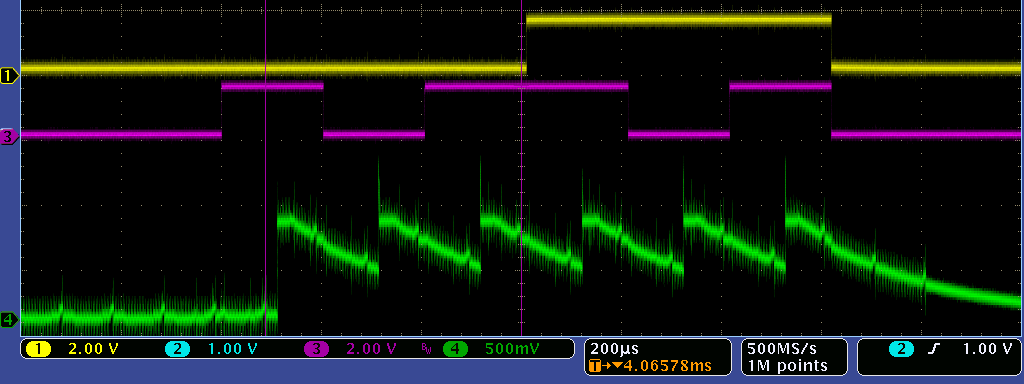 1
3
4
1 2.00 V 2 1.00 V 3 2.00 V BW 4 500mV
200µs
T→▼4.06578ms
500MS/s
1M points
2 1.00 V